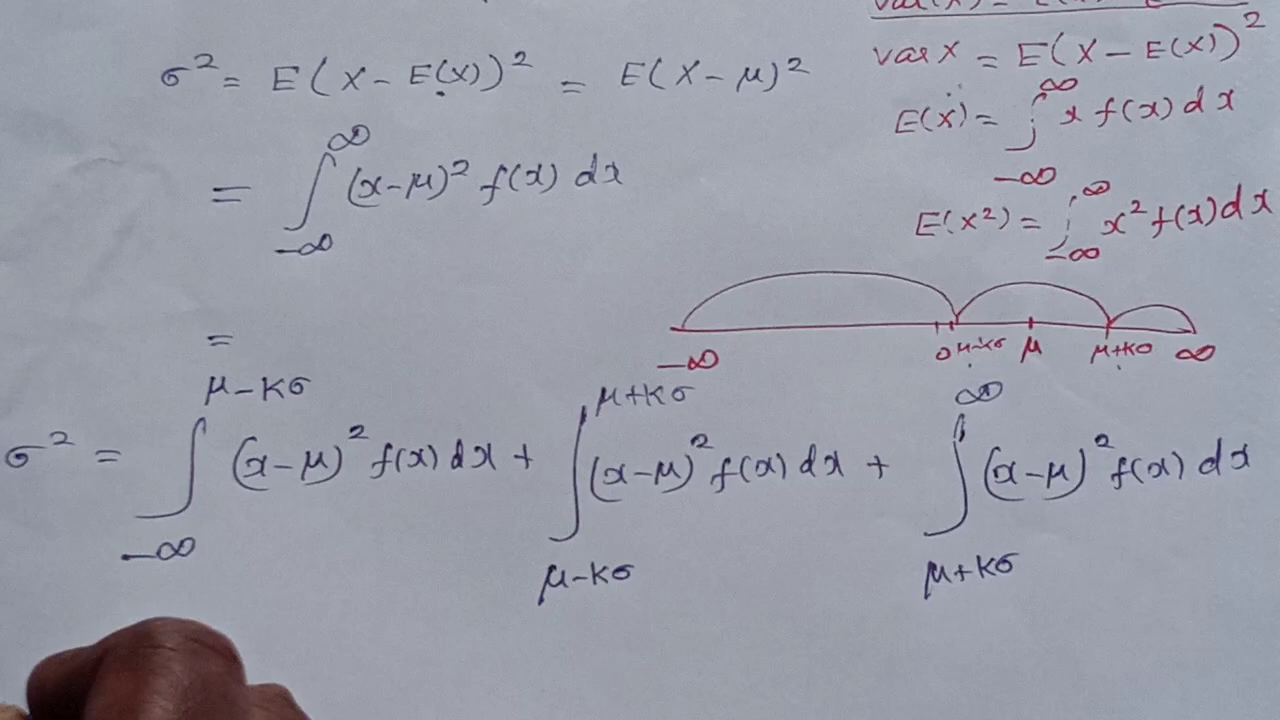 σ² = E(X - E(X))² = E(X - μ)²
= ∫_{-∞}^{∞} (x-μ)² f(x) dx
=
var X = E(X - E(X))²
E(X) = ∫_{-∞}^{∞} x f(x) dx
E(X²) = ∫_{-∞}^{∞} x² f(x) dx
-∞ 0 μ-kσ μ μ+kσ ∞
σ² = ∫_{-∞}^{μ-kσ} (x-μ)² f(x) dx + ∫_{μ-kσ}^{μ+kσ} (x-μ)² f(x) dx + ∫_{μ+kσ}^{∞} (x-μ)² f(x) dx